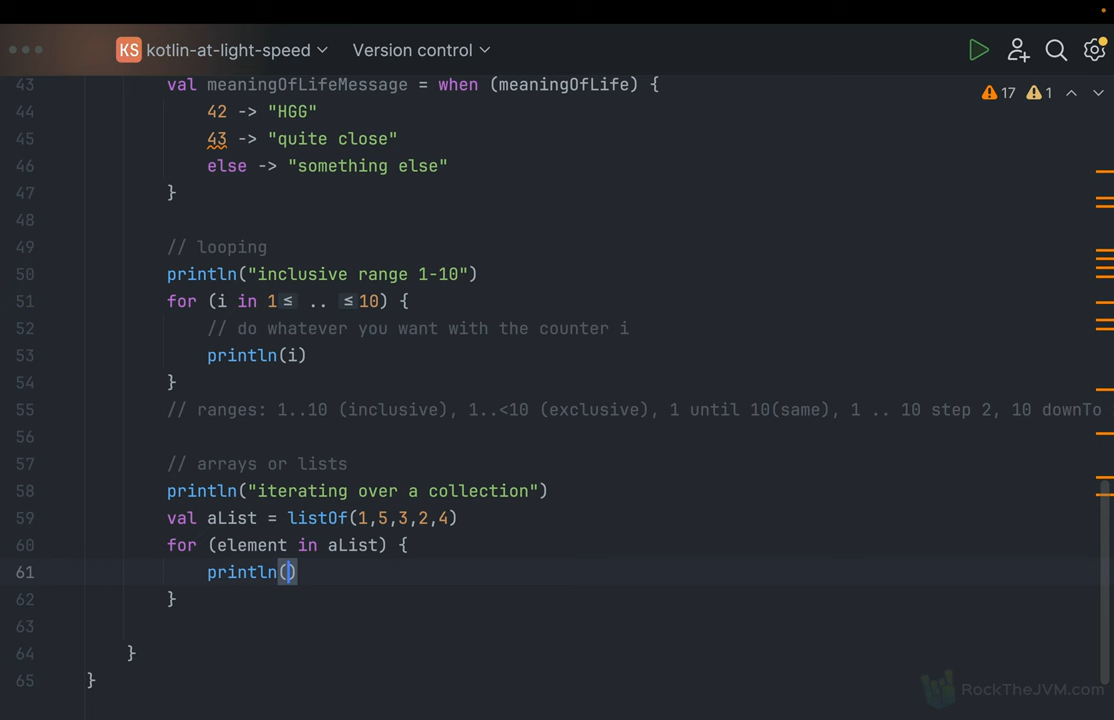 KS kotlin-at-light-speed Version control
17 1
43 val meaningOfLifeMessage = when (meaningOfLife) {
44 42 -> "HGG"
45 43 -> "quite close"
46 else -> "something else"
47 }
48
49 // looping
50 println("inclusive range 1-10")
51 for (i in 1≤ .. ≤10) {
52 // do whatever you want with the counter i
53 println(i)
54 }
55 // ranges: 1..10 (inclusive), 1..<10 (exclusive), 1 until 10(same), 1 .. 10 step 2, 10 downTo
56
57 // arrays or lists
58 println("iterating over a collection")
59 val aList = listOf(1,5,3,2,4)
60 for (element in aList) {
61 println()
62 }
63
64 }
65 }
RockTheJVM.com